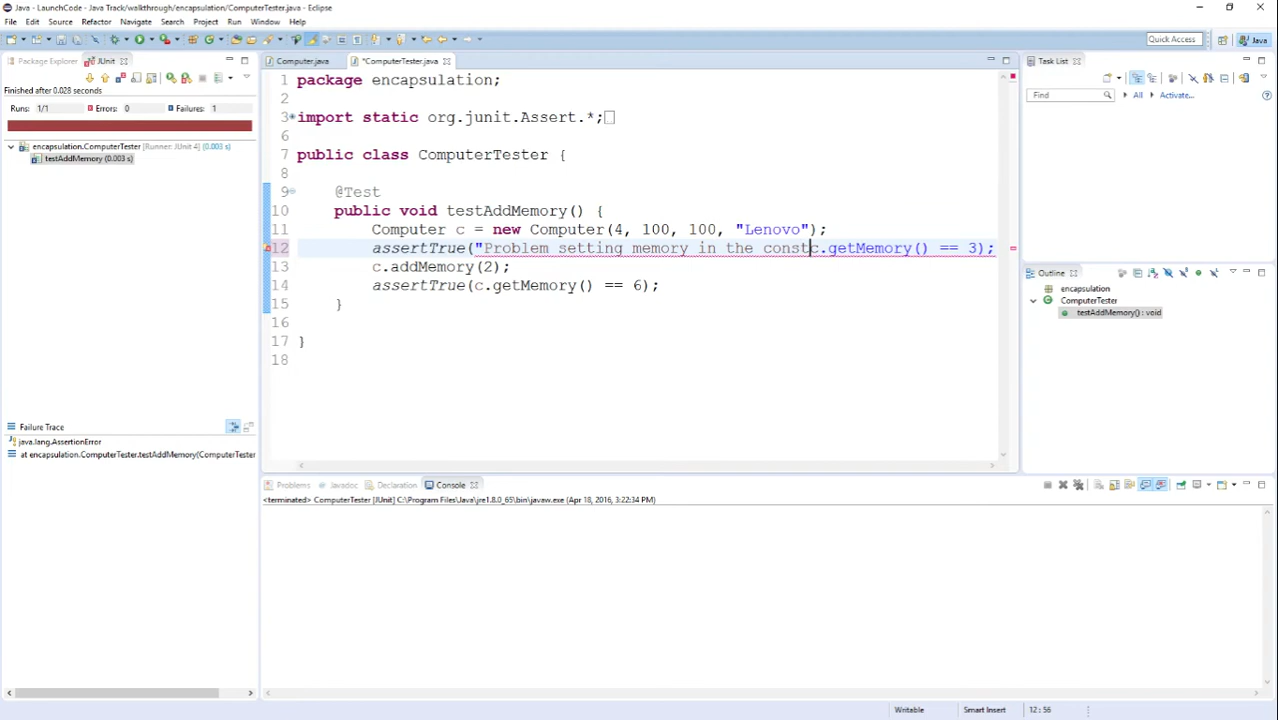 Java - LaunchCode - Java Track/walkthrough/encapsulation/ComputerTester.java - Eclipse
File Edit Source Refactor Navigate Search Project Run Window Help
Quick Access Java
Package Explorer JUnit
Finished after 0.028 seconds
Runs: 1/1 Errors: 0 Failures: 1
encapsulation.ComputerTester [Runner: JUnit 4] (0.003 s)
testAddMemory (0.003 s)
Failure Trace
java.lang.AssertionError
at encapsulation.ComputerTester.testAddMemory(ComputerTester
Computer.java *ComputerTester.java
1 package encapsulation;
2
3 import static org.junit.Assert.*;
6
7 public class ComputerTester {
8
9 @Test
10 public void testAddMemory() {
11 Computer c = new Computer(4, 100, 100, "Lenovo");
12 assertTrue("Problem setting memory in the constc.getMemory() == 3);
13 c.addMemory(2);
14 assertTrue(c.getMemory() == 6);
15 }
16
17 }
18
Task List
Find All Activate...
Outline
encapsulation
ComputerTester
testAddMemory() : void
Problems Javadoc Declaration Console
<terminated> ComputerTester [JUnit] C:\Program Files\Java\jre1.8.0_65\bin\javaw.exe (Apr 18, 2016, 3:22:34 PM)
Writable Smart Insert 12 : 56